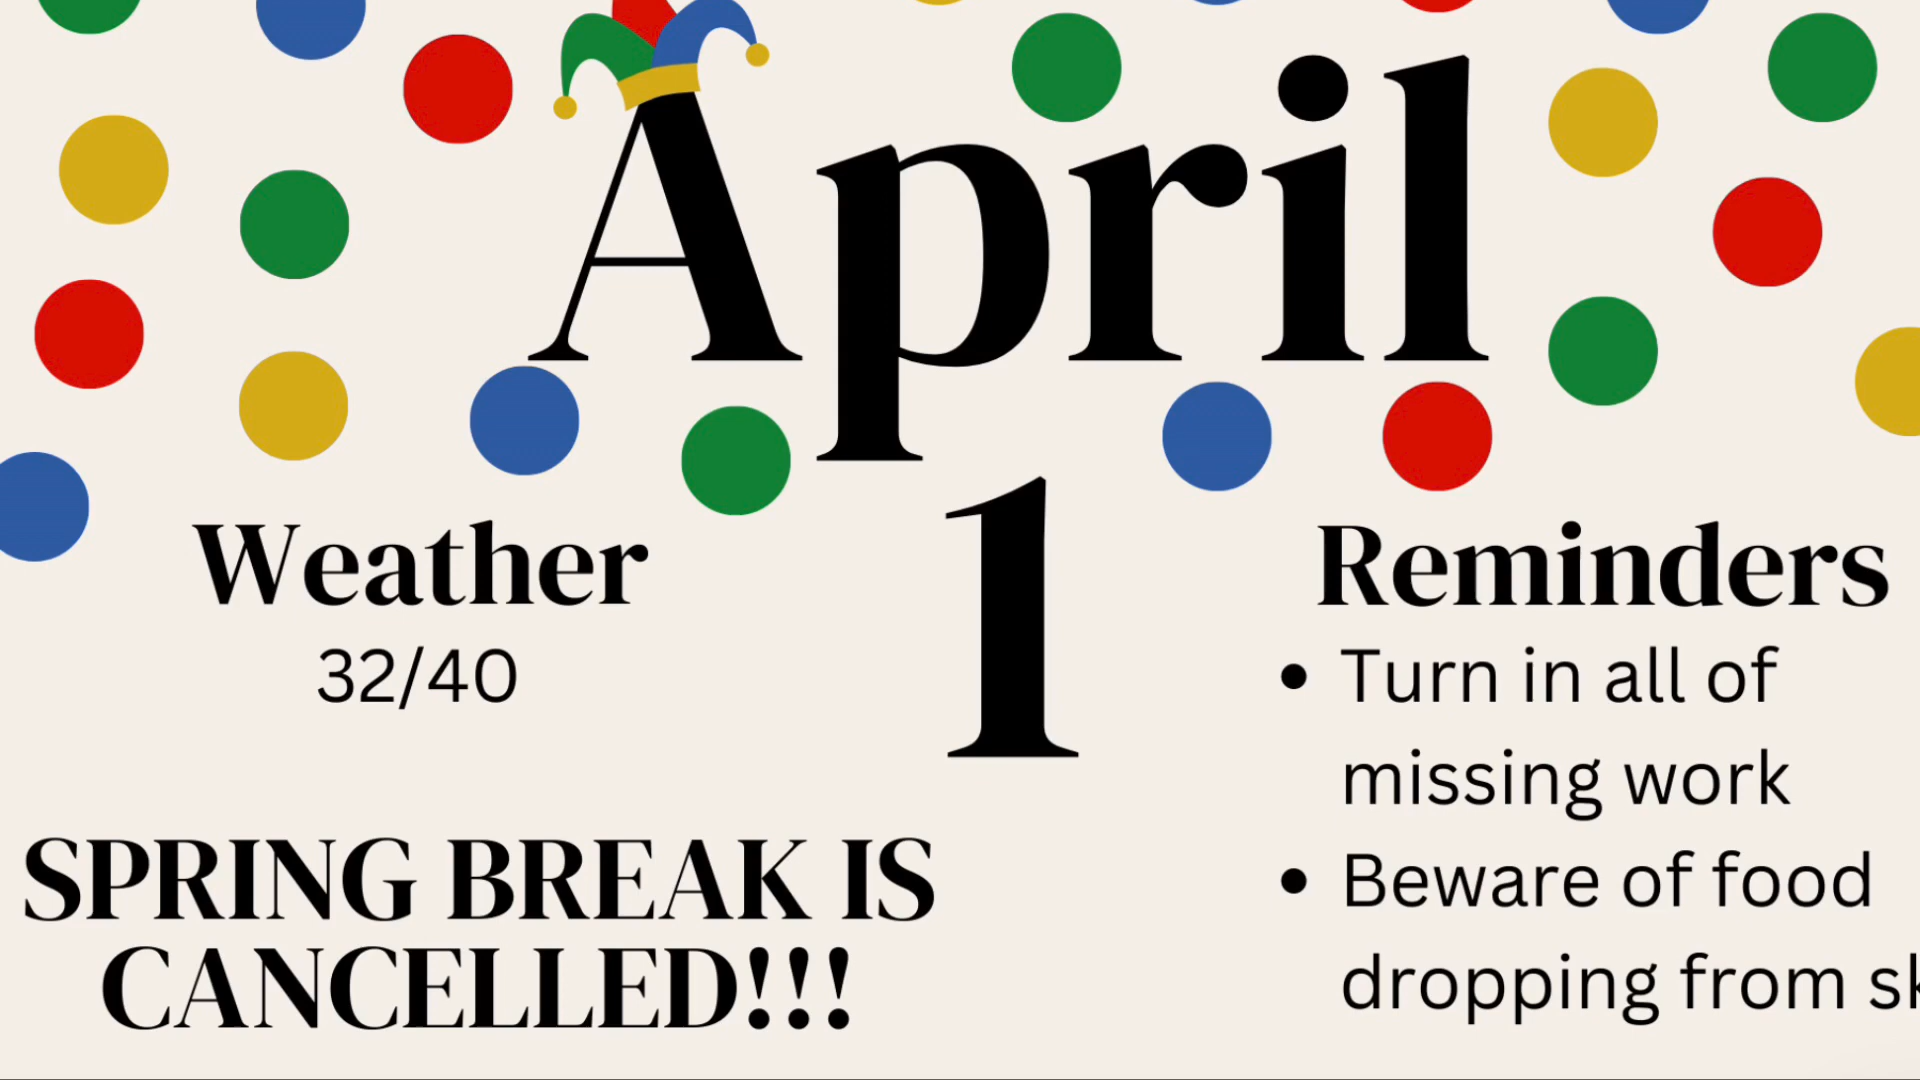 April
1
Weather
32/40
SPRING BREAK IS
CANCELLED!!!
Reminders
• Turn in all of
missing work
• Beware of food
dropping from